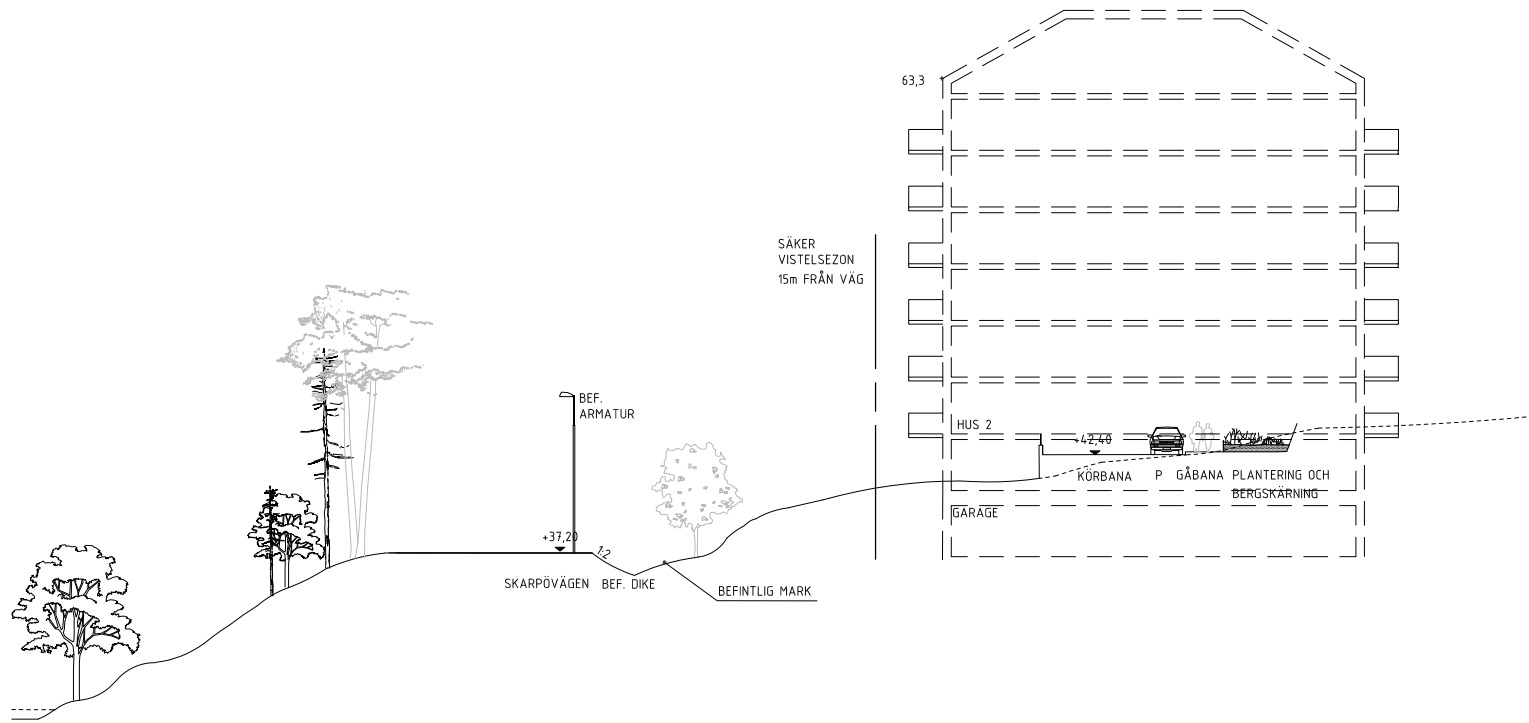 63,3
SÄKER
VISTELSEZON
15m FRÅN VÄG
BEF.
ARMATUR
HUS 2
+42,40
KÖRBANA P GÅBANA PLANTERING OCH
BERGSKÄRNING
GARAGE
+37,20
1:2
SKARPÖVÄGEN BEF. DIKE
BEFINTLIG MARK